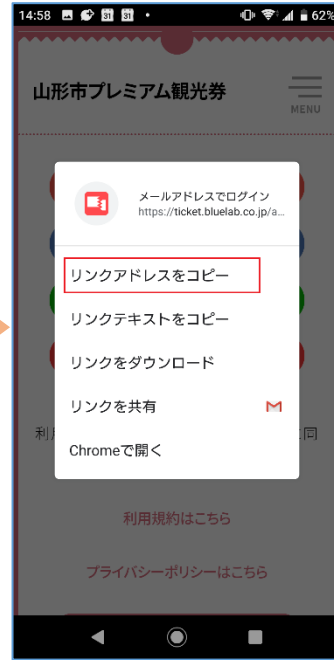 14:58 31 31 62%
山形市プレミアム観光券
MENU
メールアドレスでログイン
https://ticket.bluelab.co.jp/a...
リンクアドレスをコピー
リンクテキストをコピー
リンクをダウンロード
リンクを共有
Chromeで開く
利
同
利用規約はこちら
プライバシーポリシーはこちら